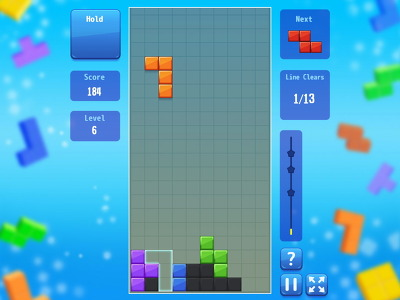 Hold
Next
Score
184
Line Clears
1/13
Level
6
?